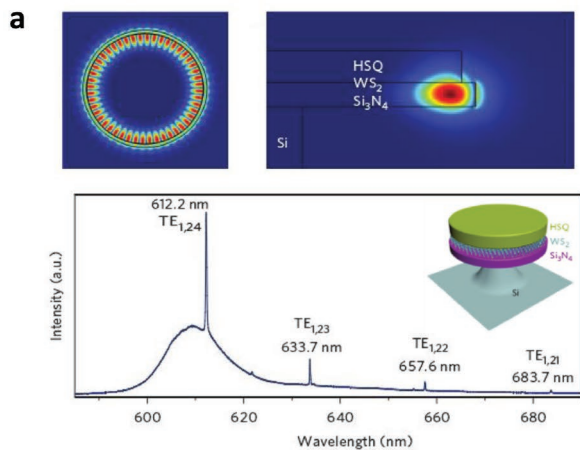 a
HSQ
WS₂
Si₃N₄
Si
612.2 nm
TE₁,₂₄
HSQ
WS₂
Si₃N₄
Si
TE₁,₂₃
633.7 nm
TE₁,₂₂
657.6 nm
TE₁,₂₁
683.7 nm
Intensity (a.u.)
600 620 640 660 680
Wavelength (nm)